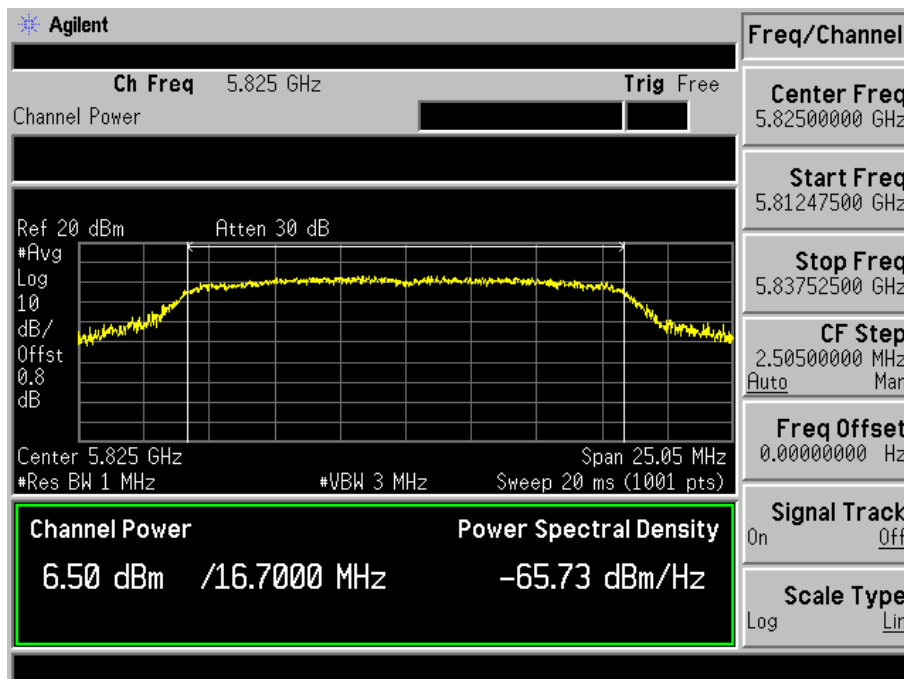 Agilent
Ch Freq 5.825 GHz Trig Free
Channel Power
Ref 20 dBm Atten 30 dB
#Avg
Log
10
dB/
Offst
0.8
dB
Center 5.825 GHz Span 25.05 MHz
#Res BW 1 MHz #VBW 3 MHz Sweep 20 ms (1001 pts)
Channel Power Power Spectral Density
6.50 dBm /16.7000 MHz -65.73 dBm/Hz
Freq/Channel
Center Freq
5.82500000 GHz
Start Freq
5.81247500 GHz
Stop Freq
5.83752500 GHz
CF Step
2.50500000 MHz
Auto Man
Freq Offset
0.00000000 Hz
Signal Track
On Off
Scale Type
Log Lin